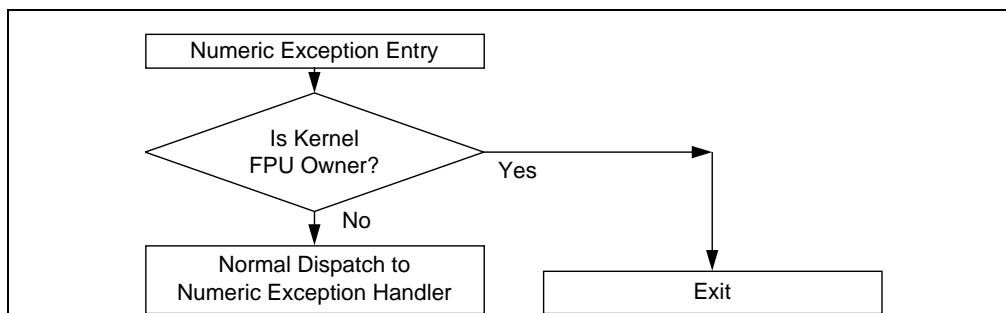 Numeric Exception Entry
Is Kernel
FPU Owner?
Yes
No
Normal Dispatch to
Numeric Exception Handler
Exit